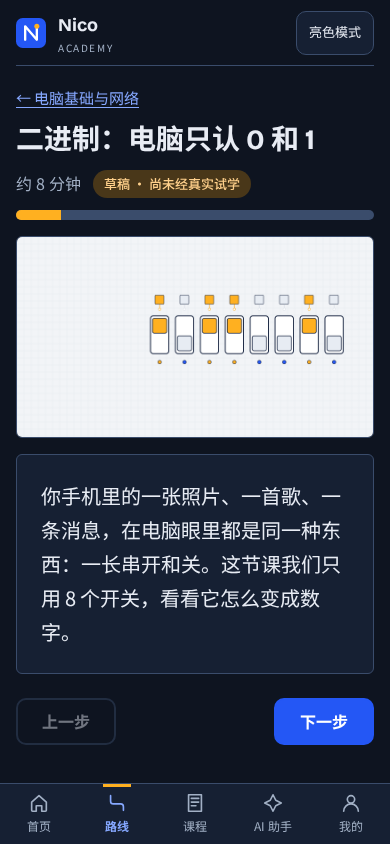 Nico
ACADEMY
亮色模式
← 电脑基础与网络
二进制：电脑只认 0 和 1
约 8 分钟
草稿 · 尚未经真实试学
你手机里的一张照片、一首歌、一
条消息，在电脑眼里都是同一种东
西：一长串开和关。这节课我们只
用 8 个开关，看看它怎么变成数
字。
上一步
下一步
首页
路线
课程
AI 助手
我的